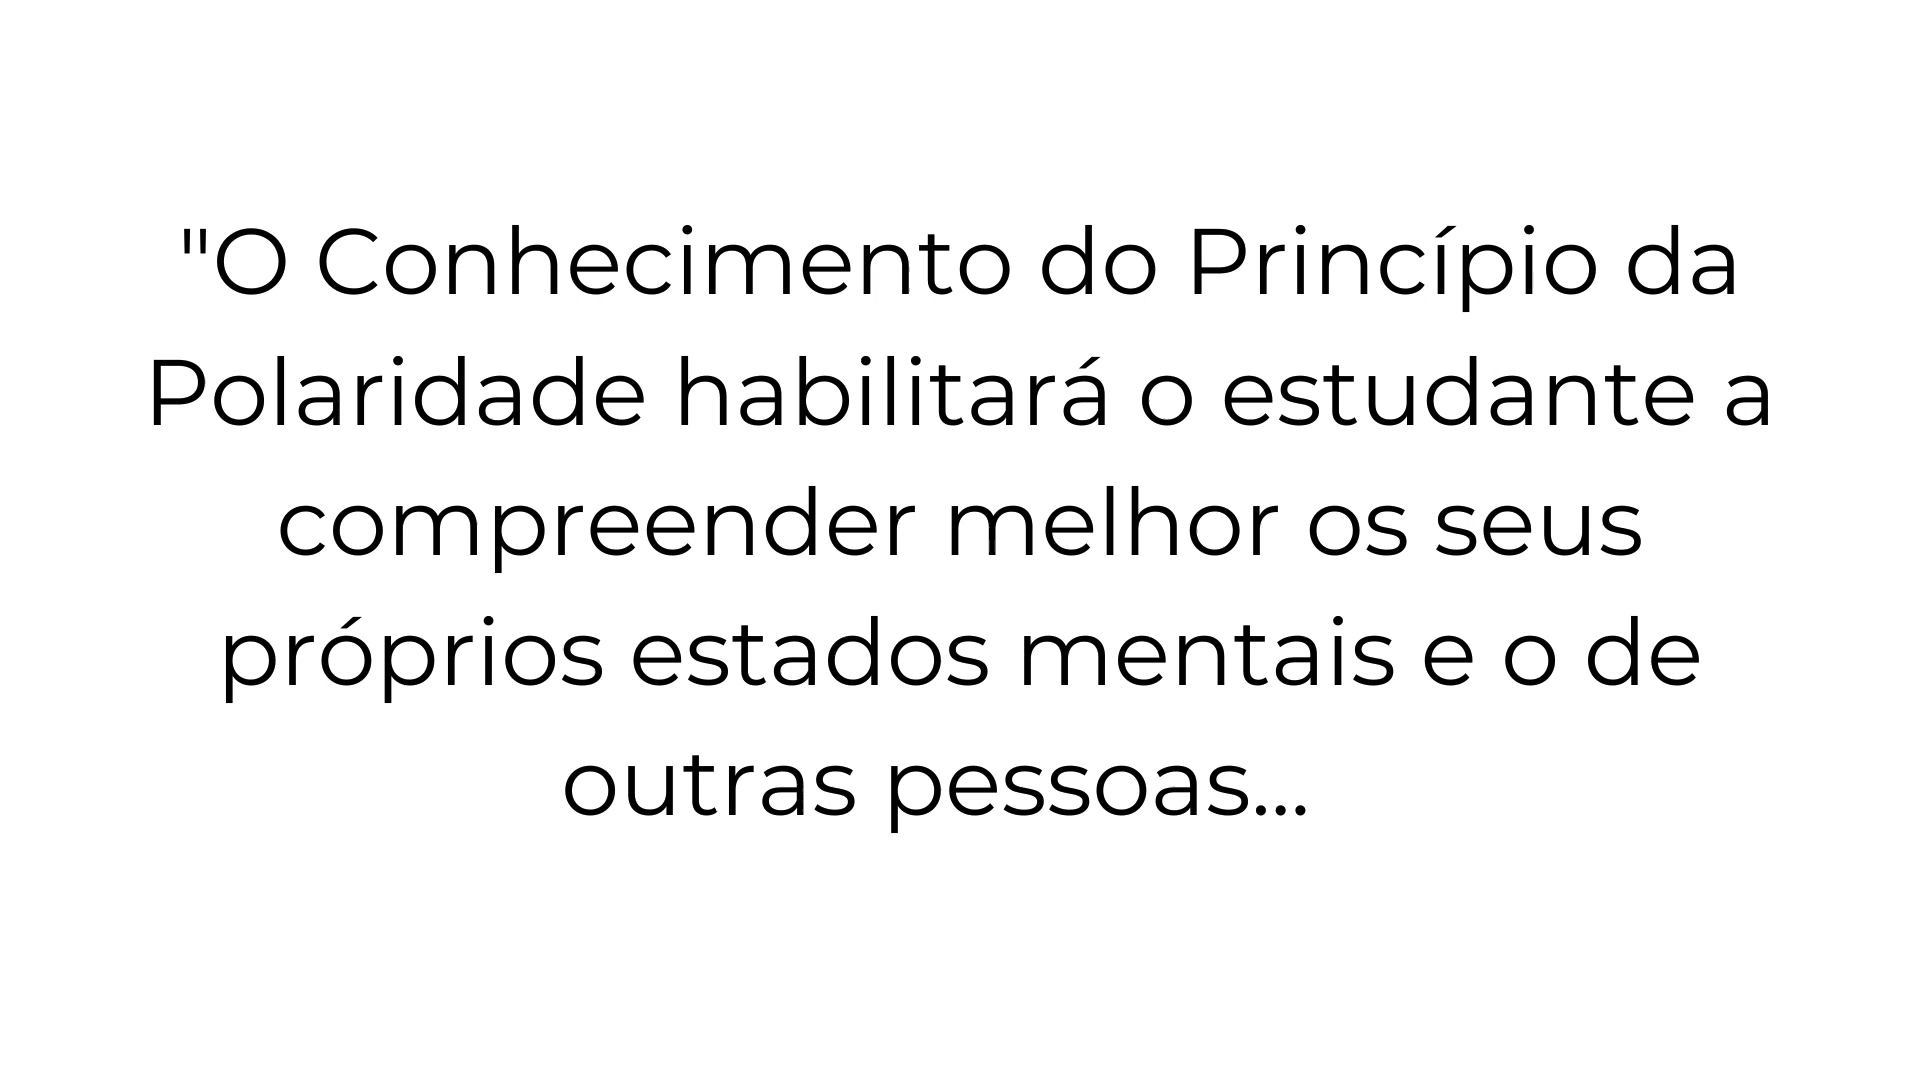 "O Conhecimento do Princípio da
Polaridade habilitará o estudante a
compreender melhor os seus
próprios estados mentais e o de
outras pessoas...